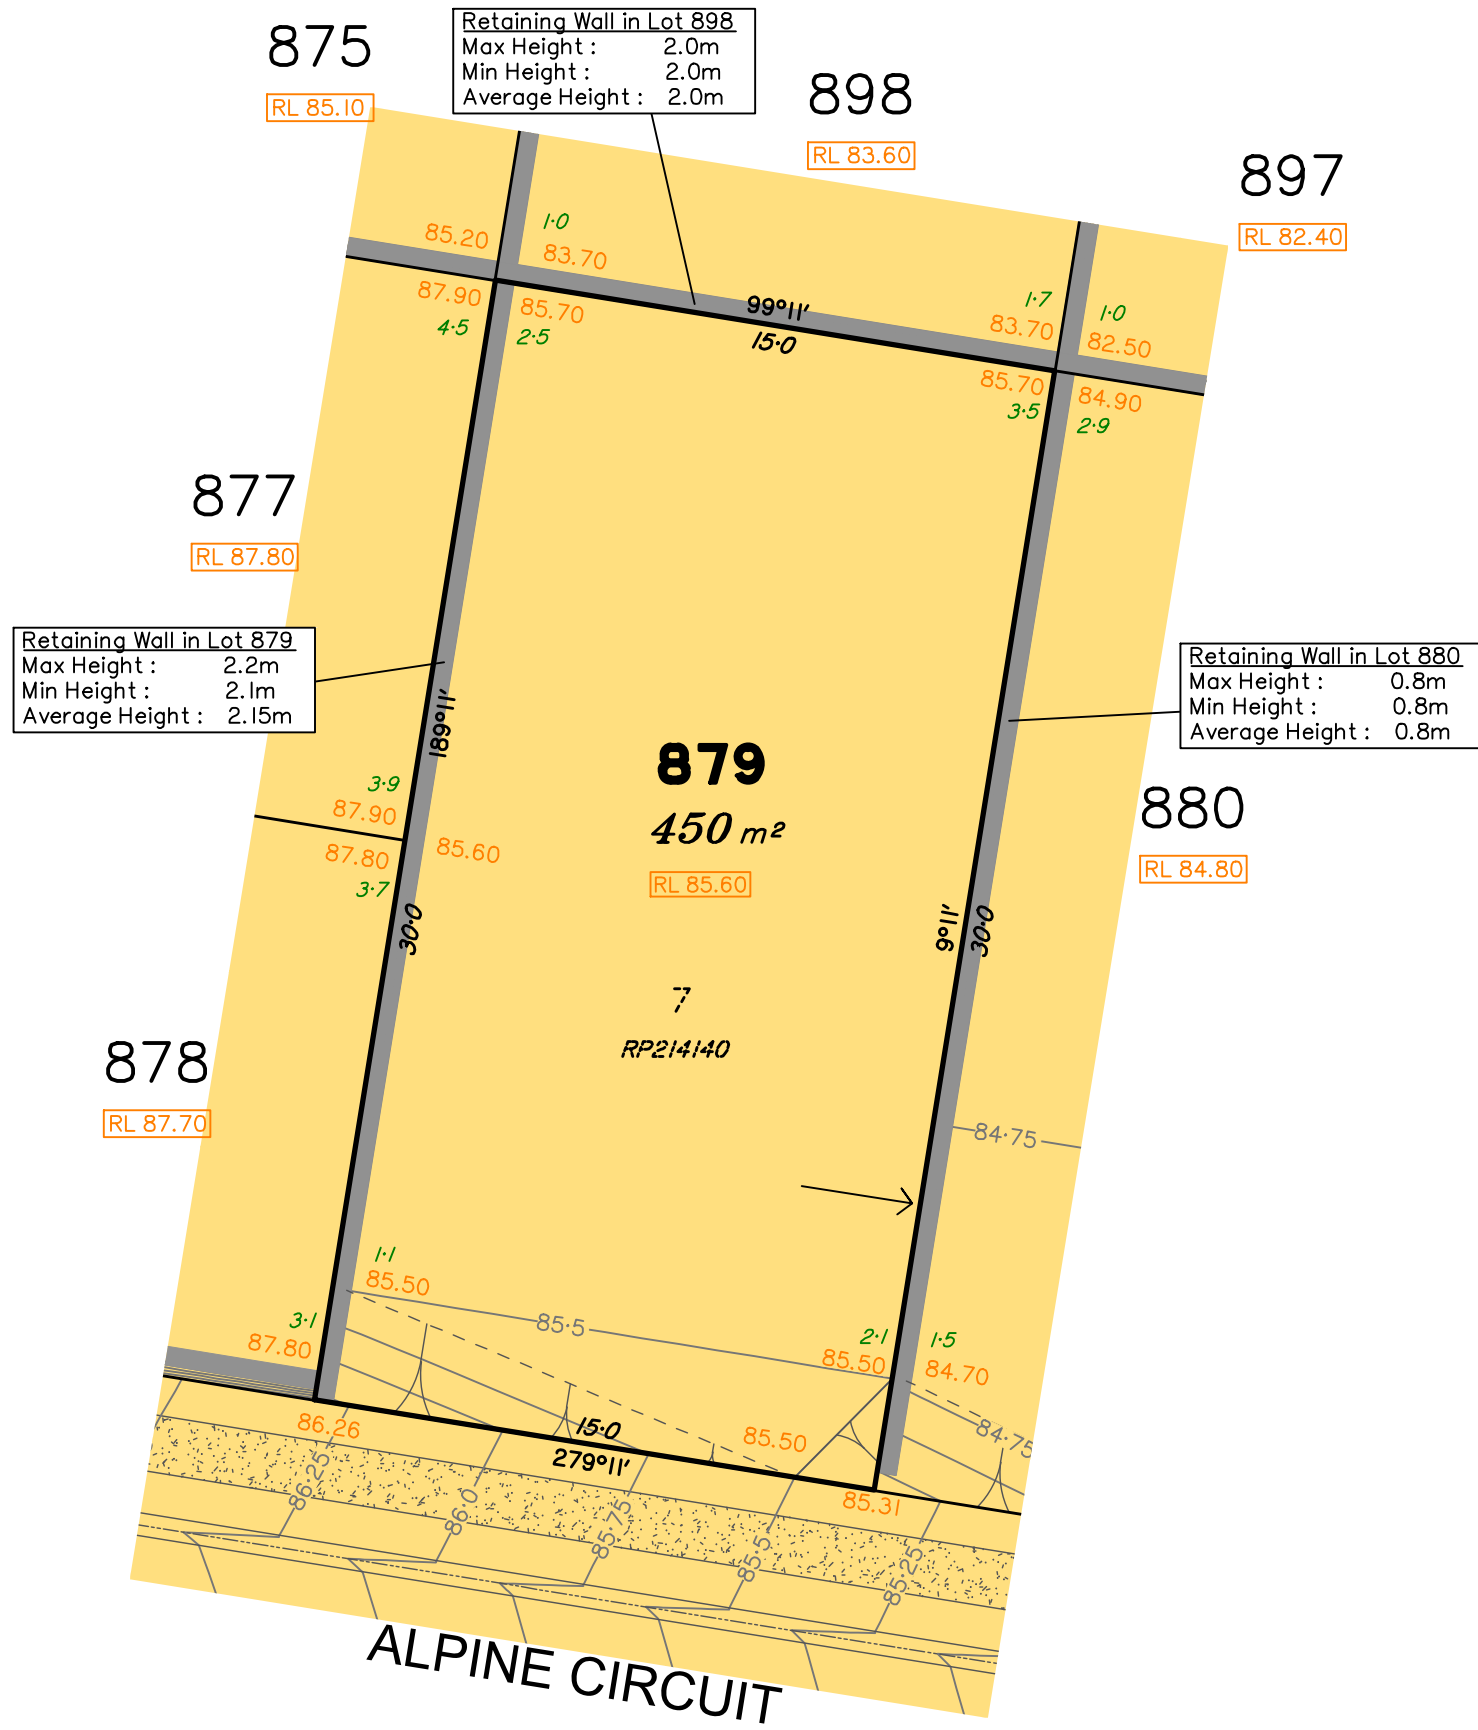 875
RL 85.10
Retaining Wall in Lot 898
Max Height : 2.0m
Min Height : 2.0m
Average Height : 2.0m
898
RL 83.60
897
RL 82.40
85.20
1·0
83.70
87.90
4·5
85.70
2·5
99°11'
15·0
1·7
83.70
1·0
82.50
85.70
3·5
84.90
2·9
877
RL 87.80
Retaining Wall in Lot 879
Max Height : 2.2m
Min Height : 2.1m
Average Height : 2.15m
189°11'
Retaining Wall in Lot 880
Max Height : 0.8m
Min Height : 0.8m
Average Height : 0.8m
879
450 m²
RL 85.60
3·9
87.90
87.80
3·7
85.60
30·0
880
RL 84.80
9°11'
30·0
7
RP214140
878
RL 87.70
84·75
1·1
85.50
3·1
87.80
85·5
2·1
85.50
1·5
84.70
84·75
86.26
15·0
279°11'
85.50
85.31
86·25
86·0
85·75
85·5
85·25
ALPINE CIRCUIT